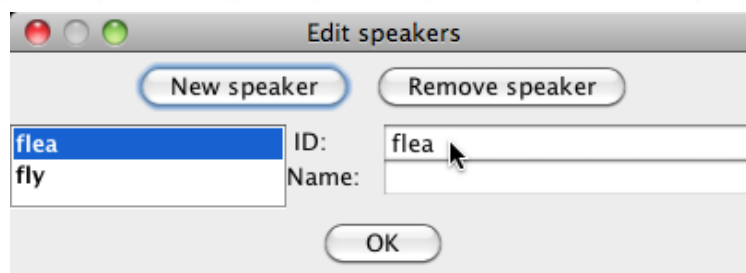 Edit speakers
New speaker Remove speaker
flea ID: flea
fly Name:
OK